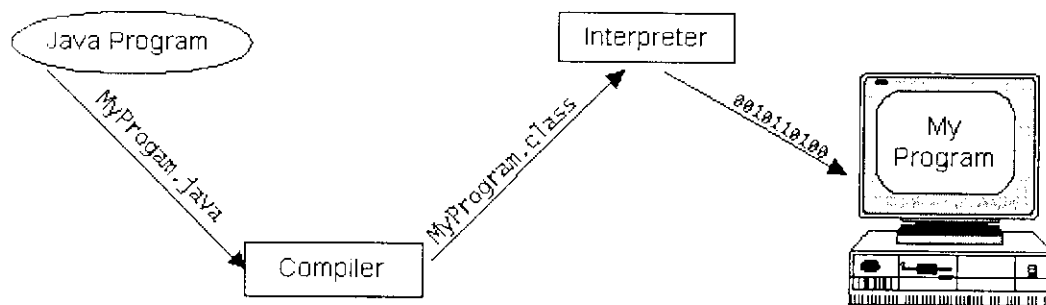 Java Program
MyProgam.java
Compiler
MyProgram.class
Interpreter
0010110100
My
Program